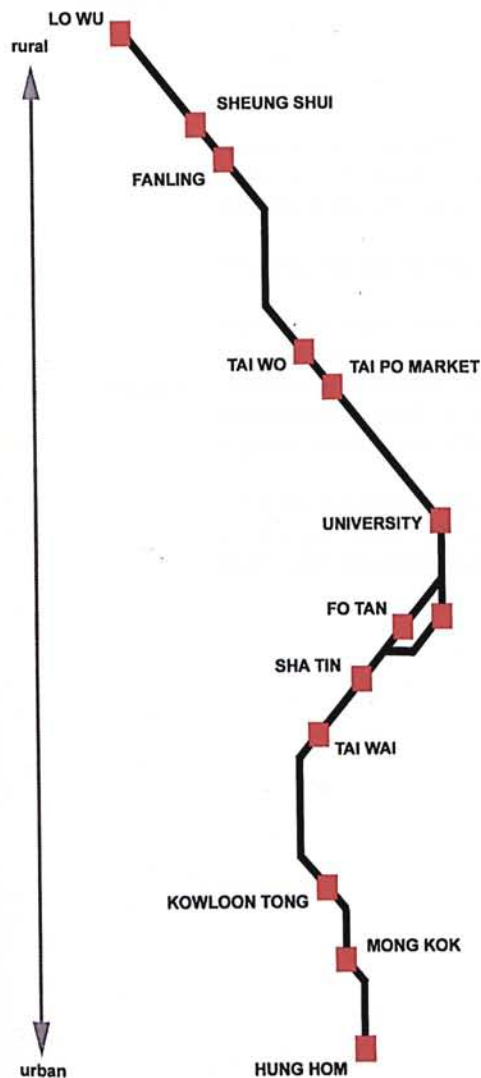 LO WU
rural
SHEUNG SHUI
FANLING
TAI WO
TAI PO MARKET
UNIVERSITY
FO TAN
SHA TIN
TAI WAI
KOWLOON TONG
MONG KOK
HUNG HOM
urban